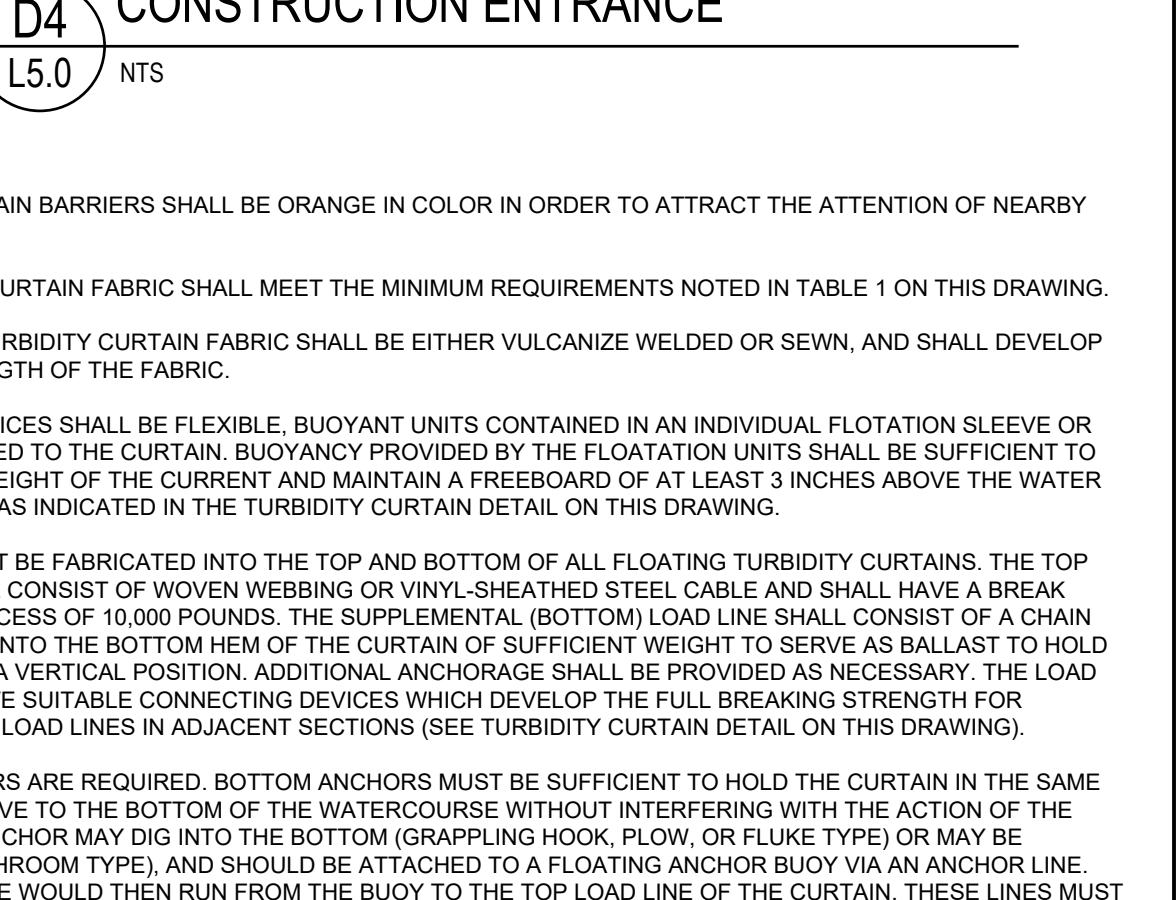 D4 CONSTRUCTION ENTRANCE
L5.0 NTS
AIN BARRIERS SHALL BE ORANGE IN COLOR IN ORDER TO ATTRACT THE ATTENTION OF NEARBY
URTAIN FABRIC SHALL MEET THE MINIMUM REQUIREMENTS NOTED IN TABLE 1 ON THIS DRAWING.
RBIDITY CURTAIN FABRIC SHALL BE EITHER VULCANIZE WELDED OR SEWN, AND SHALL DEVELOP
GTH OF THE FABRIC.
ICES SHALL BE FLEXIBLE, BUOYANT UNITS CONTAINED IN AN INDIVIDUAL FLOTATION SLEEVE OR
ED TO THE CURTAIN. BUOYANCY PROVIDED BY THE FLOATATION UNITS SHALL BE SUFFICIENT TO
EIGHT OF THE CURRENT AND MAINTAIN A FREEBOARD OF AT LEAST 3 INCHES ABOVE THE WATER
AS INDICATED IN THE TURBIDITY CURTAIN DETAIL ON THIS DRAWING.
T BE FABRICATED INTO THE TOP AND BOTTOM OF ALL FLOATING TURBIDITY CURTAINS. THE TOP
CONSIST OF WOVEN WEBBING OR VINYL-SHEATHED STEEL CABLE AND SHALL HAVE A BREAK
CESS OF 10,000 POUNDS. THE SUPPLEMENTAL (BOTTOM) LOAD LINE SHALL CONSIST OF A CHAIN
NTO THE BOTTOM HEM OF THE CURTAIN OF SUFFICIENT WEIGHT TO SERVE AS BALLAST TO HOLD
A VERTICAL POSITION. ADDITIONAL ANCHORAGE SHALL BE PROVIDED AS NECESSARY. THE LOAD
E SUITABLE CONNECTING DEVICES WHICH DEVELOP THE FULL BREAKING STRENGTH FOR
LOAD LINES IN ADJACENT SECTIONS (SEE TURBIDITY CURTAIN DETAIL ON THIS DRAWING).
RS ARE REQUIRED. BOTTOM ANCHORS MUST BE SUFFICIENT TO HOLD THE CURTAIN IN THE SAME
VE TO THE BOTTOM OF THE WATERCOURSE WITHOUT INTERFERING WITH THE ACTION OF THE
CHOR MAY DIG INTO THE BOTTOM (GRAPPLING HOOK, PLOW, OR FLUKE TYPE) OR MAY BE
HROOM TYPE), AND SHOULD BE ATTACHED TO A FLOATING ANCHOR BUOY VIA AN ANCHOR LINE.
E WOULD THEN RUN FROM THE BUOY TO THE TOP LOAD LINE OF THE CURTAIN. THESE LINES MUST